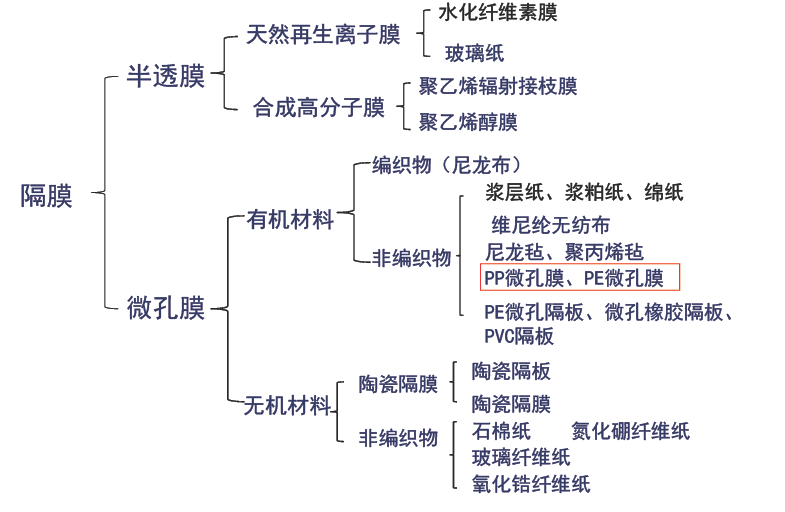 隔膜
半透膜
天然再生离子膜
水化纤维素膜
玻璃纸
合成高分子膜
聚乙烯辐射接枝膜
聚乙烯醇膜
微孔膜
有机材料
编织物（尼龙布）
非编织物
浆层纸、浆粕纸、绵纸
维尼纶无纺布
尼龙毡、聚丙烯毡
PP微孔膜、PE微孔膜
PE微孔隔板、微孔橡胶隔板、
PVC隔板
无机材料
陶瓷隔膜
陶瓷隔板
陶瓷隔膜
非编织物
石棉纸 氮化硼纤维纸
玻璃纤维纸
氧化锆纤维纸